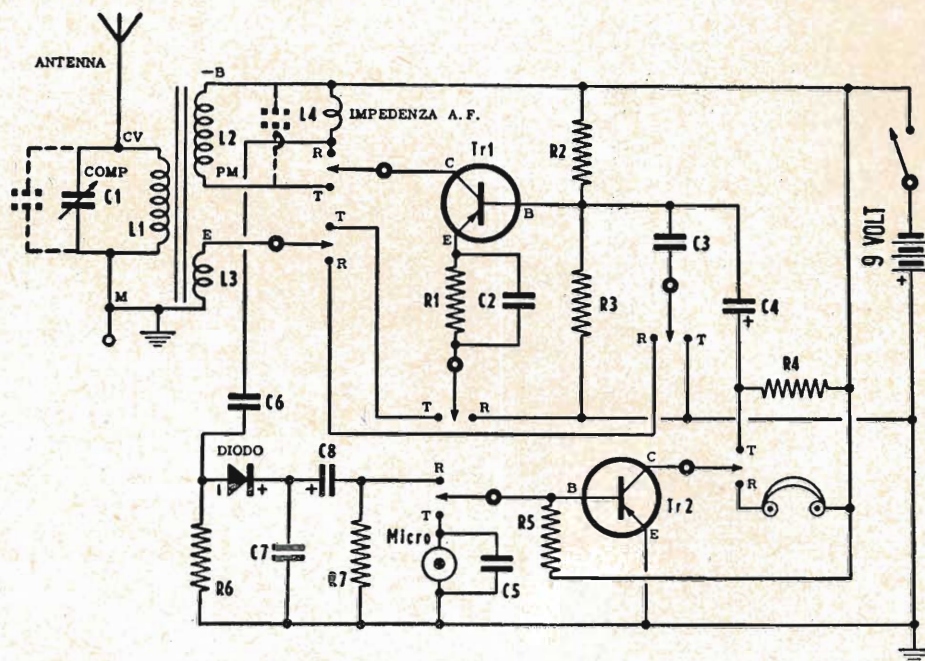 ANTENNA
CV
COMP
C1
L1
M
–B
L2
PM
E
L3
L4
IMPEDENZA A. F.
R
T
T
R
Tr1
C
B
E
R1
C2
R2
R3
C3
R
T
C4
+
R4
9 VOLT
+
T
R
C6
DIODO
+
C8
+
R6
C7
R7
R
T
Micro
C5
R5
B
C
E
Tr2
T
R